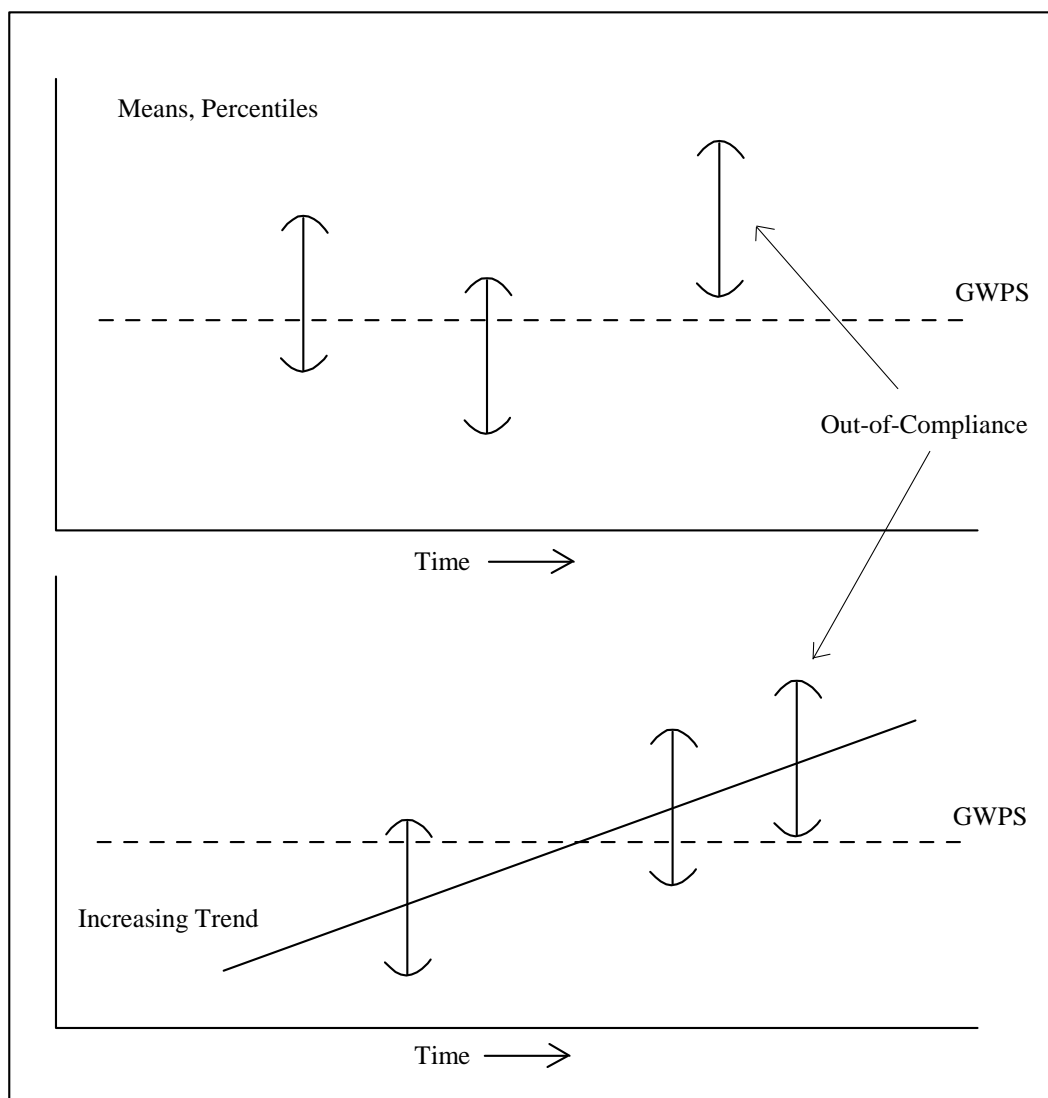 Means, Percentiles
GWPS
Out-of-Compliance
Time
GWPS
Increasing Trend
Time